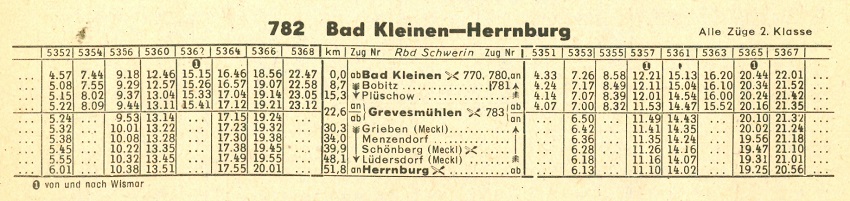 782 Bad Kleinen—Herrnburg Alle Züge 2. Klasse
5352 5354 5356 5360 5362 5364 5366 5368 km Zug Nr Rbd Schwerin Zug Nr 5351 5353 5355 5357 5361 5363 5365 5367
❶ ❶ ❶
... 4.57 7.44 9.18 12.46 15.15 16.46 18.56 22.47 0,0 ab Bad Kleinen 770, 780, an 4.33 7.26 8.58 12.21 15.13 16.20 20.44 22.01 ...
... 5.08 7.55 9.29 12.57 15.26 16.57 19.07 22.58 8,7 Bobitz 781 4.24 7.17 8.49 12.11 15.04 16.10 20.34 21.52 ...
... 5.15 8.02 9.37 13.04 15.33 17.04 19.14 23.05 15,3 Plüschow 4.14 7.07 8.39 12.01 14.54 16.00 20.24 21.42 ...
... 5.22 8.09 9.44 13.11 15.41 17.12 19.21 23.12 22,6 an Grevesmühlen 783 ab 4.07 7.00 8.32 11.53 14.47 15.52 20.16 21.35 ...
... 5.24 ... 9.53 13.14 ... 17.15 19.24 ... ab an ... 6.50 ... 11.49 14.43 ... 20.10 21.32 ...
... 5.32 ... 10.01 13.22 ... 17.23 19.32 ... 30,3 Grieben (Meckl) ... 6.42 ... 11.41 14.35 ... 20.02 21.24 ...
... 5.38 ... 10.08 13.28 ... 17.30 19.38 ... 34,0 Menzendorf ... 6.36 ... 11.35 14.28 ... 19.56 21.18 ...
... 5.45 ... 10.22 13.35 ... 17.38 19.45 ... 39,9 Schönberg (Meckl) ... 6.28 ... 11.26 14.16 ... 19.47 21.10 ...
... 5.55 ... 10.32 13.45 ... 17.49 19.55 ... 48,1 Lüdersdorf (Meckl) ... 6.18 ... 11.16 14.07 ... 19.31 21.01 ...
... 6.01 ... 10.38 13.51 ... 17.55 20.01 ... 51,8 an Herrnburg ab ... 6.13 ... 11.10 14.02 ... 19.25 20.56 ...
❶ von und nach Wismar